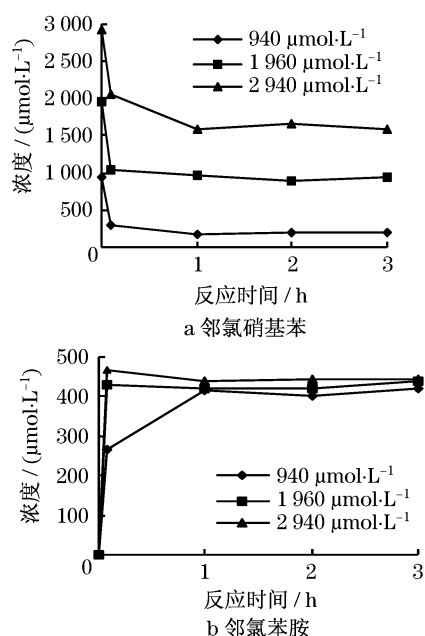 3 000
2 500
2 000
1 500
1 000
500
0
浓度 / (μmol·L⁻¹)
940 μmol·L⁻¹
1 960 μmol·L⁻¹
2 940 μmol·L⁻¹
1 2 3
反应时间 / h
a 邻氯硝基苯
500
400
300
200
100
0
浓度 / (μmol·L⁻¹)
940 μmol·L⁻¹
1 960 μmol·L⁻¹
2 940 μmol·L⁻¹
1 2 3
反应时间 / h
b 邻氯苯胺